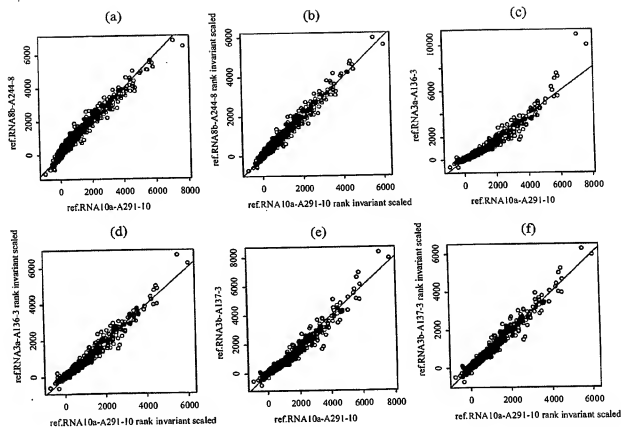 (a)
ref.RNA8b-A244-8
6000
4000
2000
0
0 2000 4000 6000 8000
ref.RNA10a-A291-10
(b)
ref.RNA8b-A244-8 rank invariant scaled
6000
4000
2000
0
0 2000 4000 6000
ref.RNA10a-A291-10 rank invariant scaled
(c)
ref.RNA3a-A136-3
10000
6000
2000
0
0 2000 4000 6000 8000
ref.RNA10a-A291-10
(d)
ref.RNA3a-A136-3 rank invariant scaled
6000
4000
2000
0
0 2000 4000 6000
ref.RNA10a-A291-10 rank invariant scaled
(e)
ref.RNA3b-A137-3
8000
6000
4000
2000
0
0 2000 4000 6000 8000
ref.RNA10a-A291-10
(f)
ref.RNA3b-A137-3 rank invariant scaled
6000
4000
2000
0
0 2000 4000 6000
ref.RNA10a-A291-10 rank invariant scaled